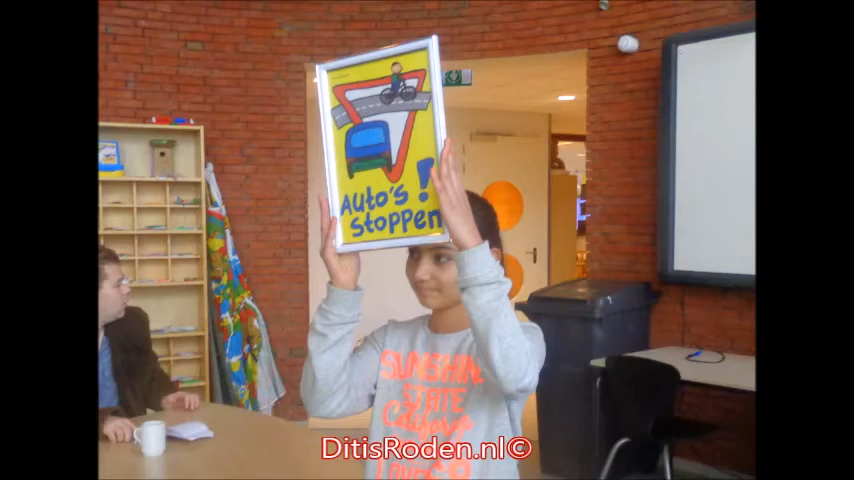 Auto's
stoppen!
SUNSHINE
STATE
California
DitisRoden.nl©